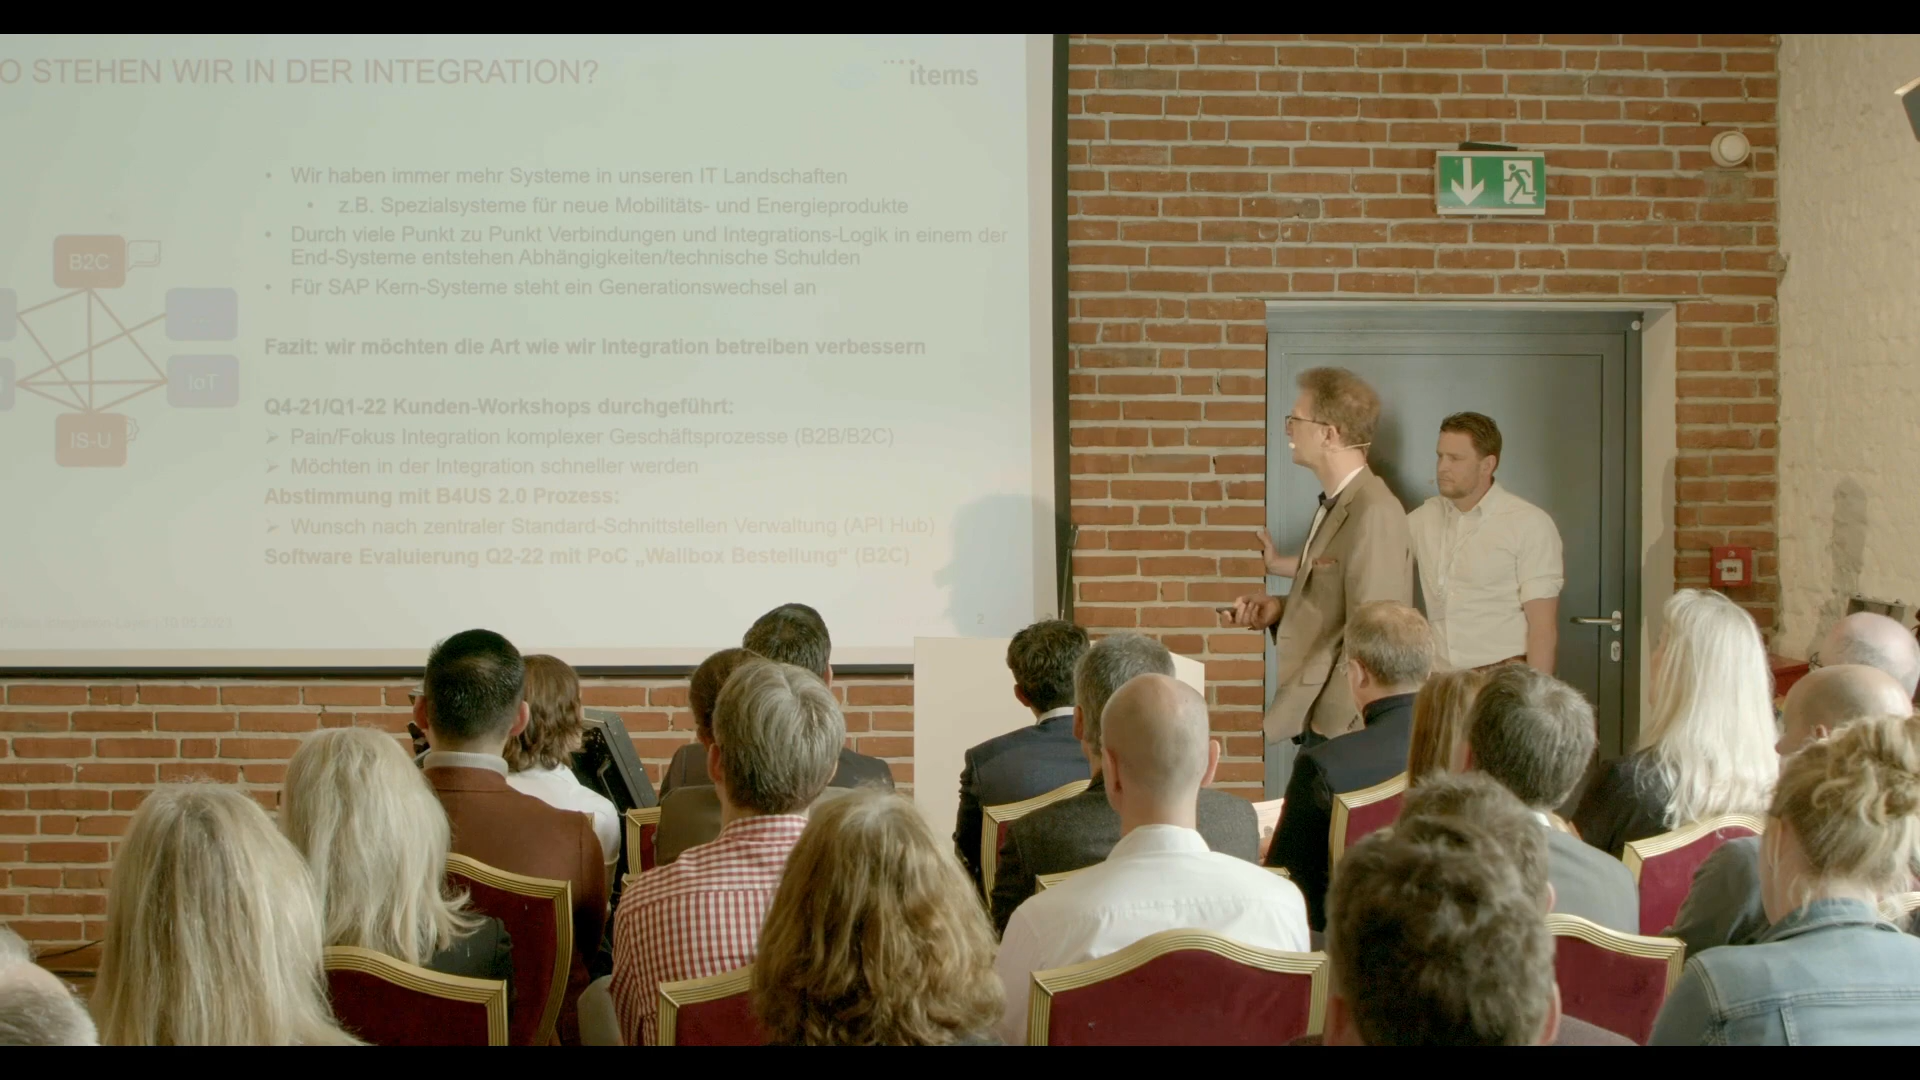 O STEHEN WIR IN DER INTEGRATION?
items
• Wir haben immer mehr Systeme in unseren IT Landschaften
• z.B. Spezialsysteme für neue Mobilitäts- und Energieprodukte
• Durch viele Punkt zu Punkt Verbindungen und Integrations-Logik in einem der
End-Systeme entstehen Abhängigkeiten/technische Schulden
• Für SAP Kern-Systeme steht ein Generationswechsel an
B2C
...
IoT
IS-U
Fazit: wir möchten die Art wie wir Integration betreiben verbessern
Q4-21/Q1-22 Kunden-Workshops durchgeführt:
➢ Pain/Fokus Integration komplexer Geschäftsprozesse (B2B/B2C)
➢ Möchten in der Integration schneller werden
Abstimmung mit B4US 2.0 Prozess:
➢ Wunsch nach zentraler Standard-Schnittstellen Verwaltung (API Hub)
Software Evaluierung Q2-22 mit PoC „Wallbox Bestellung“ (B2C)
2